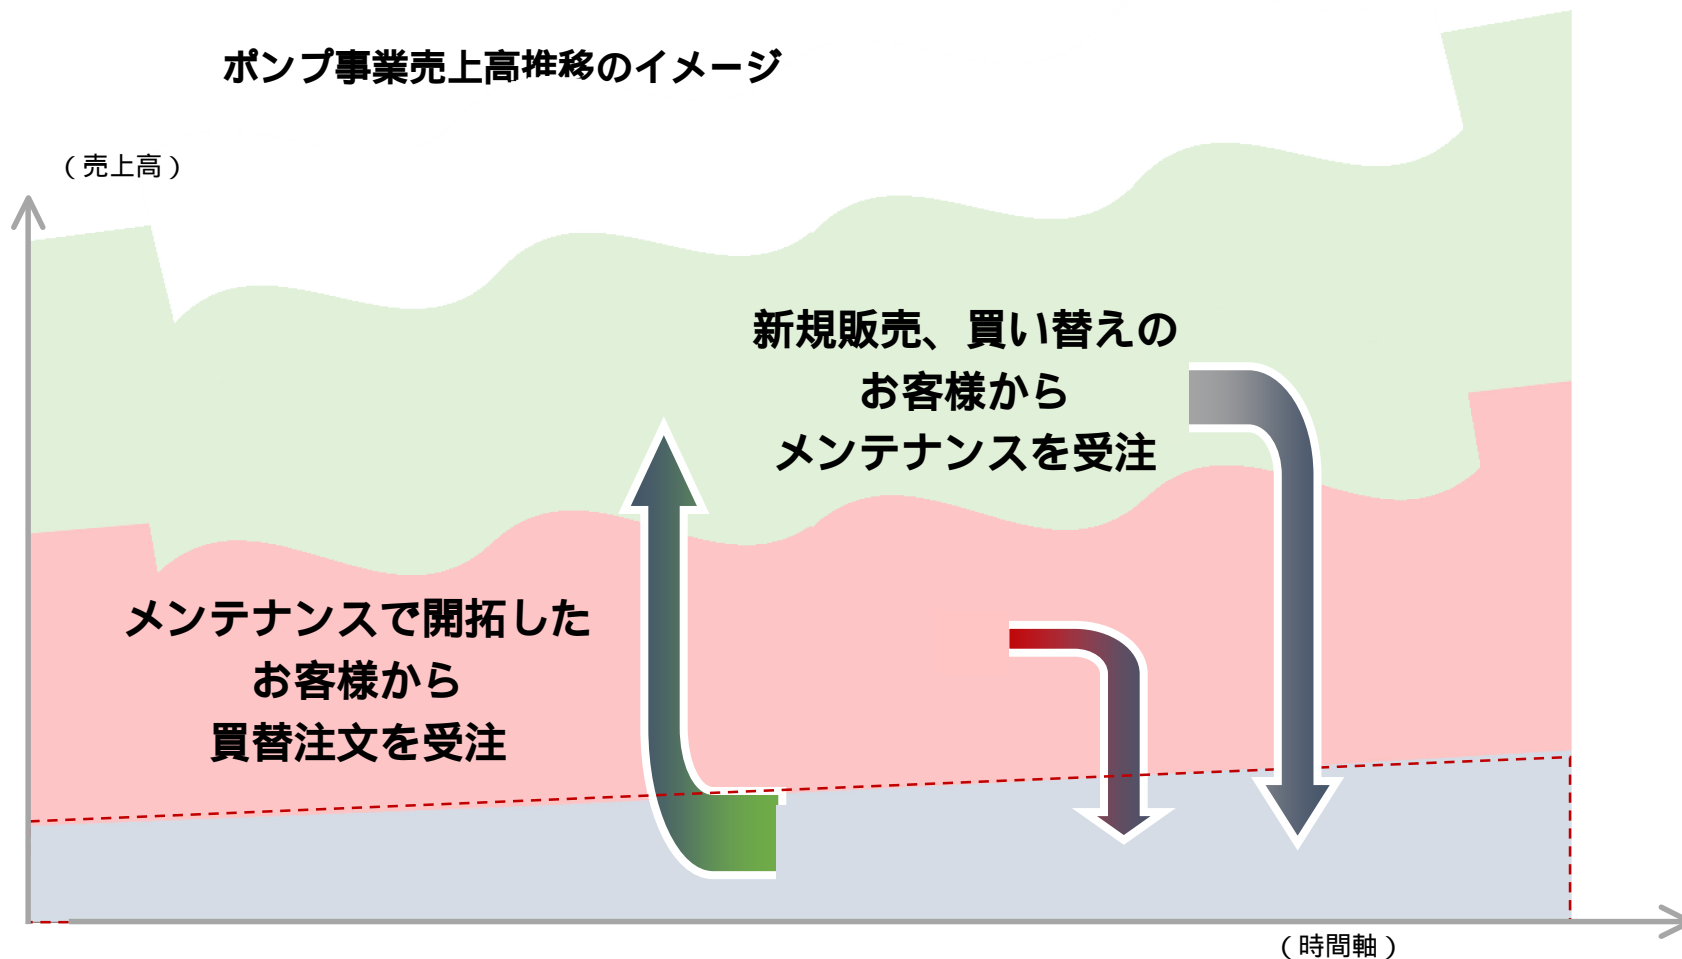 ポンプ事業売上高推移のイメージ
（売上高）
新規販売、買い替えの
お客様から
メンテナンスを受注
メンテナンスで開拓した
お客様から
買替注文を受注
（時間軸）